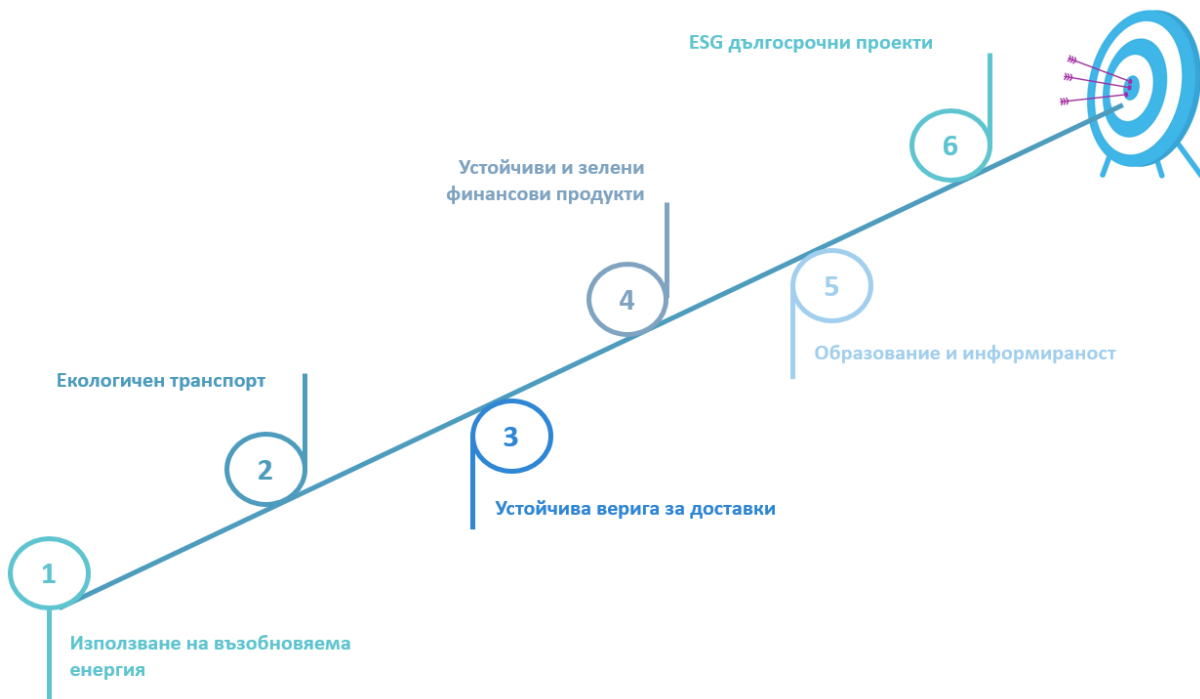 ESG дългосрочни проекти
6
Устойчиви и зелени
финансови продукти
4
5
Образование и информираност
Екологичен транспорт
2
3
Устойчива верига за доставки
1
Използване на възобновяема
енергия